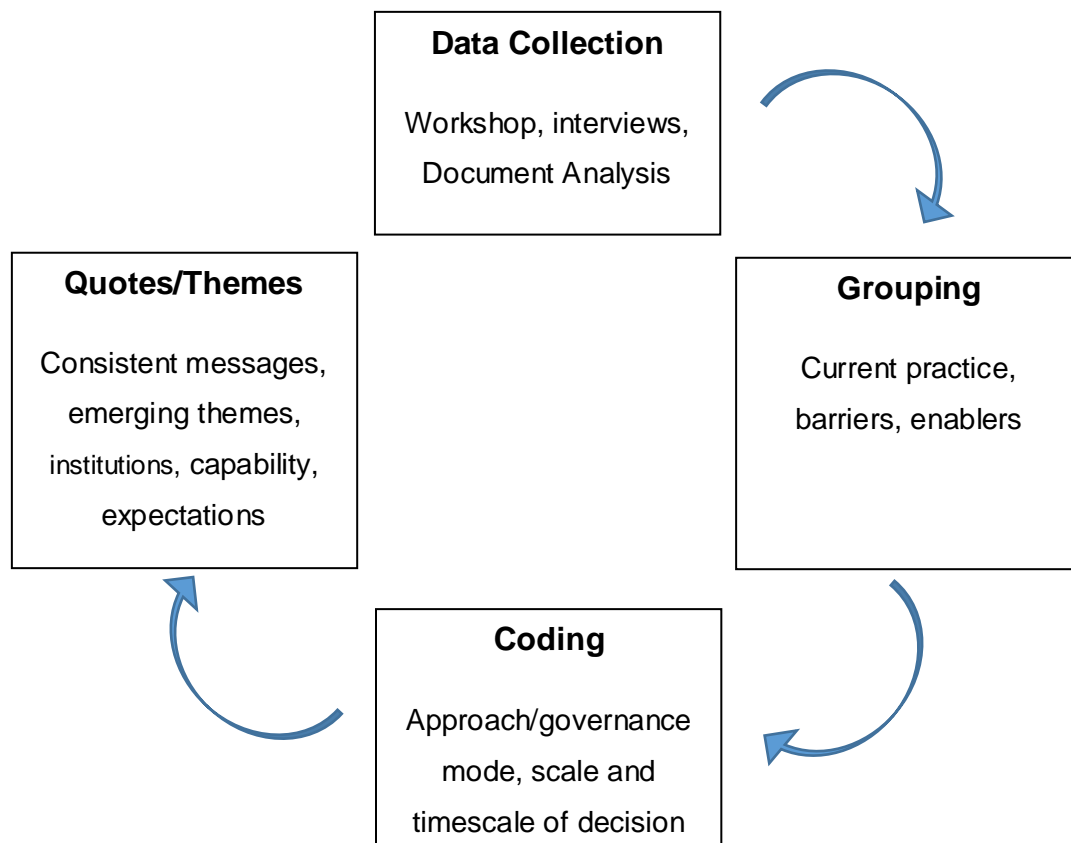 Data Collection
Workshop, interviews,
Document Analysis
Quotes/Themes
Consistent messages,
emerging themes,
institutions, capability,
expectations
Grouping
Current practice,
barriers, enablers
Coding
Approach/governance
mode, scale and
timescale of decision